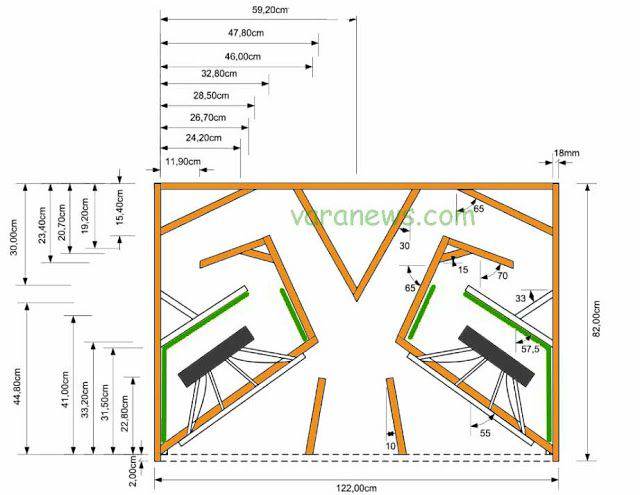 59,20cm
47,80cm
46,00cm
32,80cm
28,50cm
26,70cm
24,20cm
11,90cm
18mm
30,00cm
23,40cm
20,70cm
19,20cm
15,40cm
varanews.com
65
30
15
70
65
33
57,5
82,00cm
44,80cm
41,00cm
33,20cm
31,50cm
22,80cm
55
10
2,00cm
122,00cm